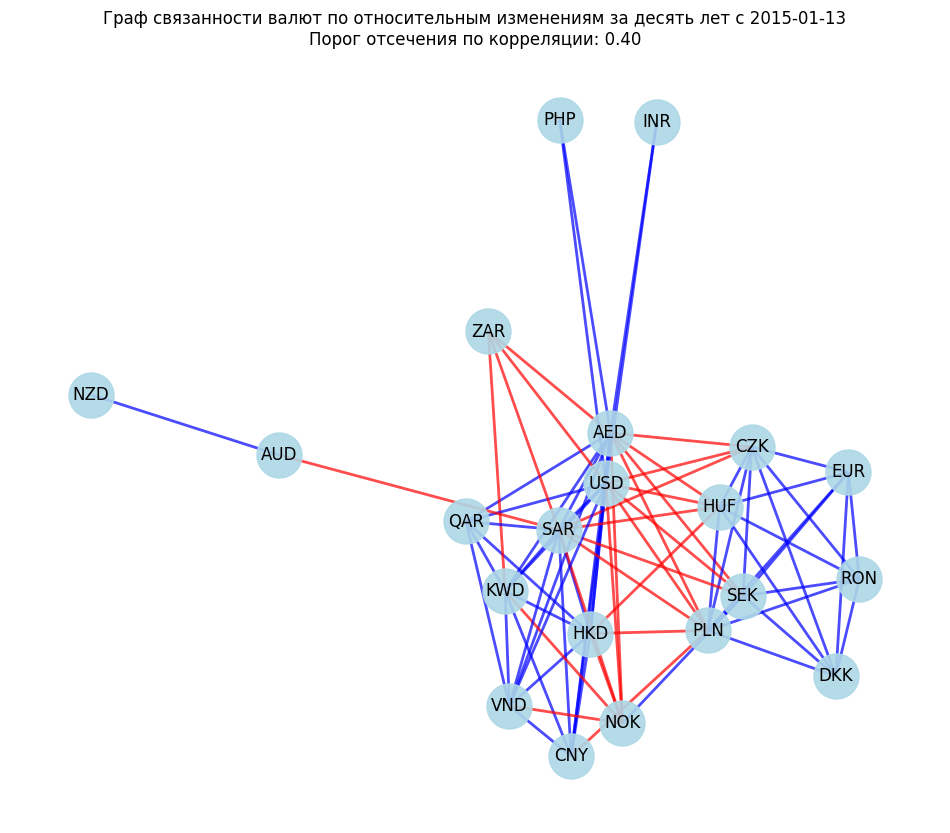 Граф связанности валют по относительным изменениям за десять лет с 2015-01-13
Порог отсечения по корреляции: 0.40
PHP
INR
ZAR
NZD
AUD
AED
CZK
EUR
USD
HUF
QAR
SAR
RON
KWD
SEK
HKD
PLN
DKK
VND
NOK
CNY